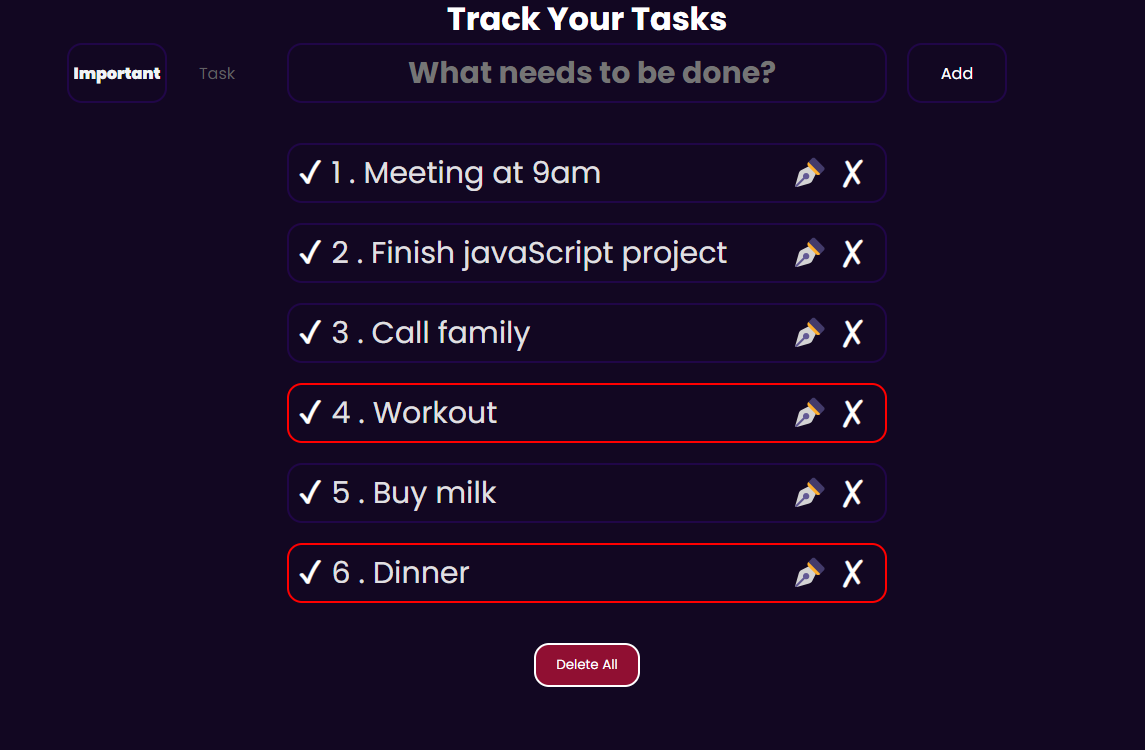 Track Your Tasks
Important Task What needs to be done? Add
✓ 1 . Meeting at 9am ✗
✓ 2 . Finish javaScript project ✗
✓ 3 . Call family ✗
✓ 4 . Workout ✗
✓ 5 . Buy milk ✗
✓ 6 . Dinner ✗
Delete All